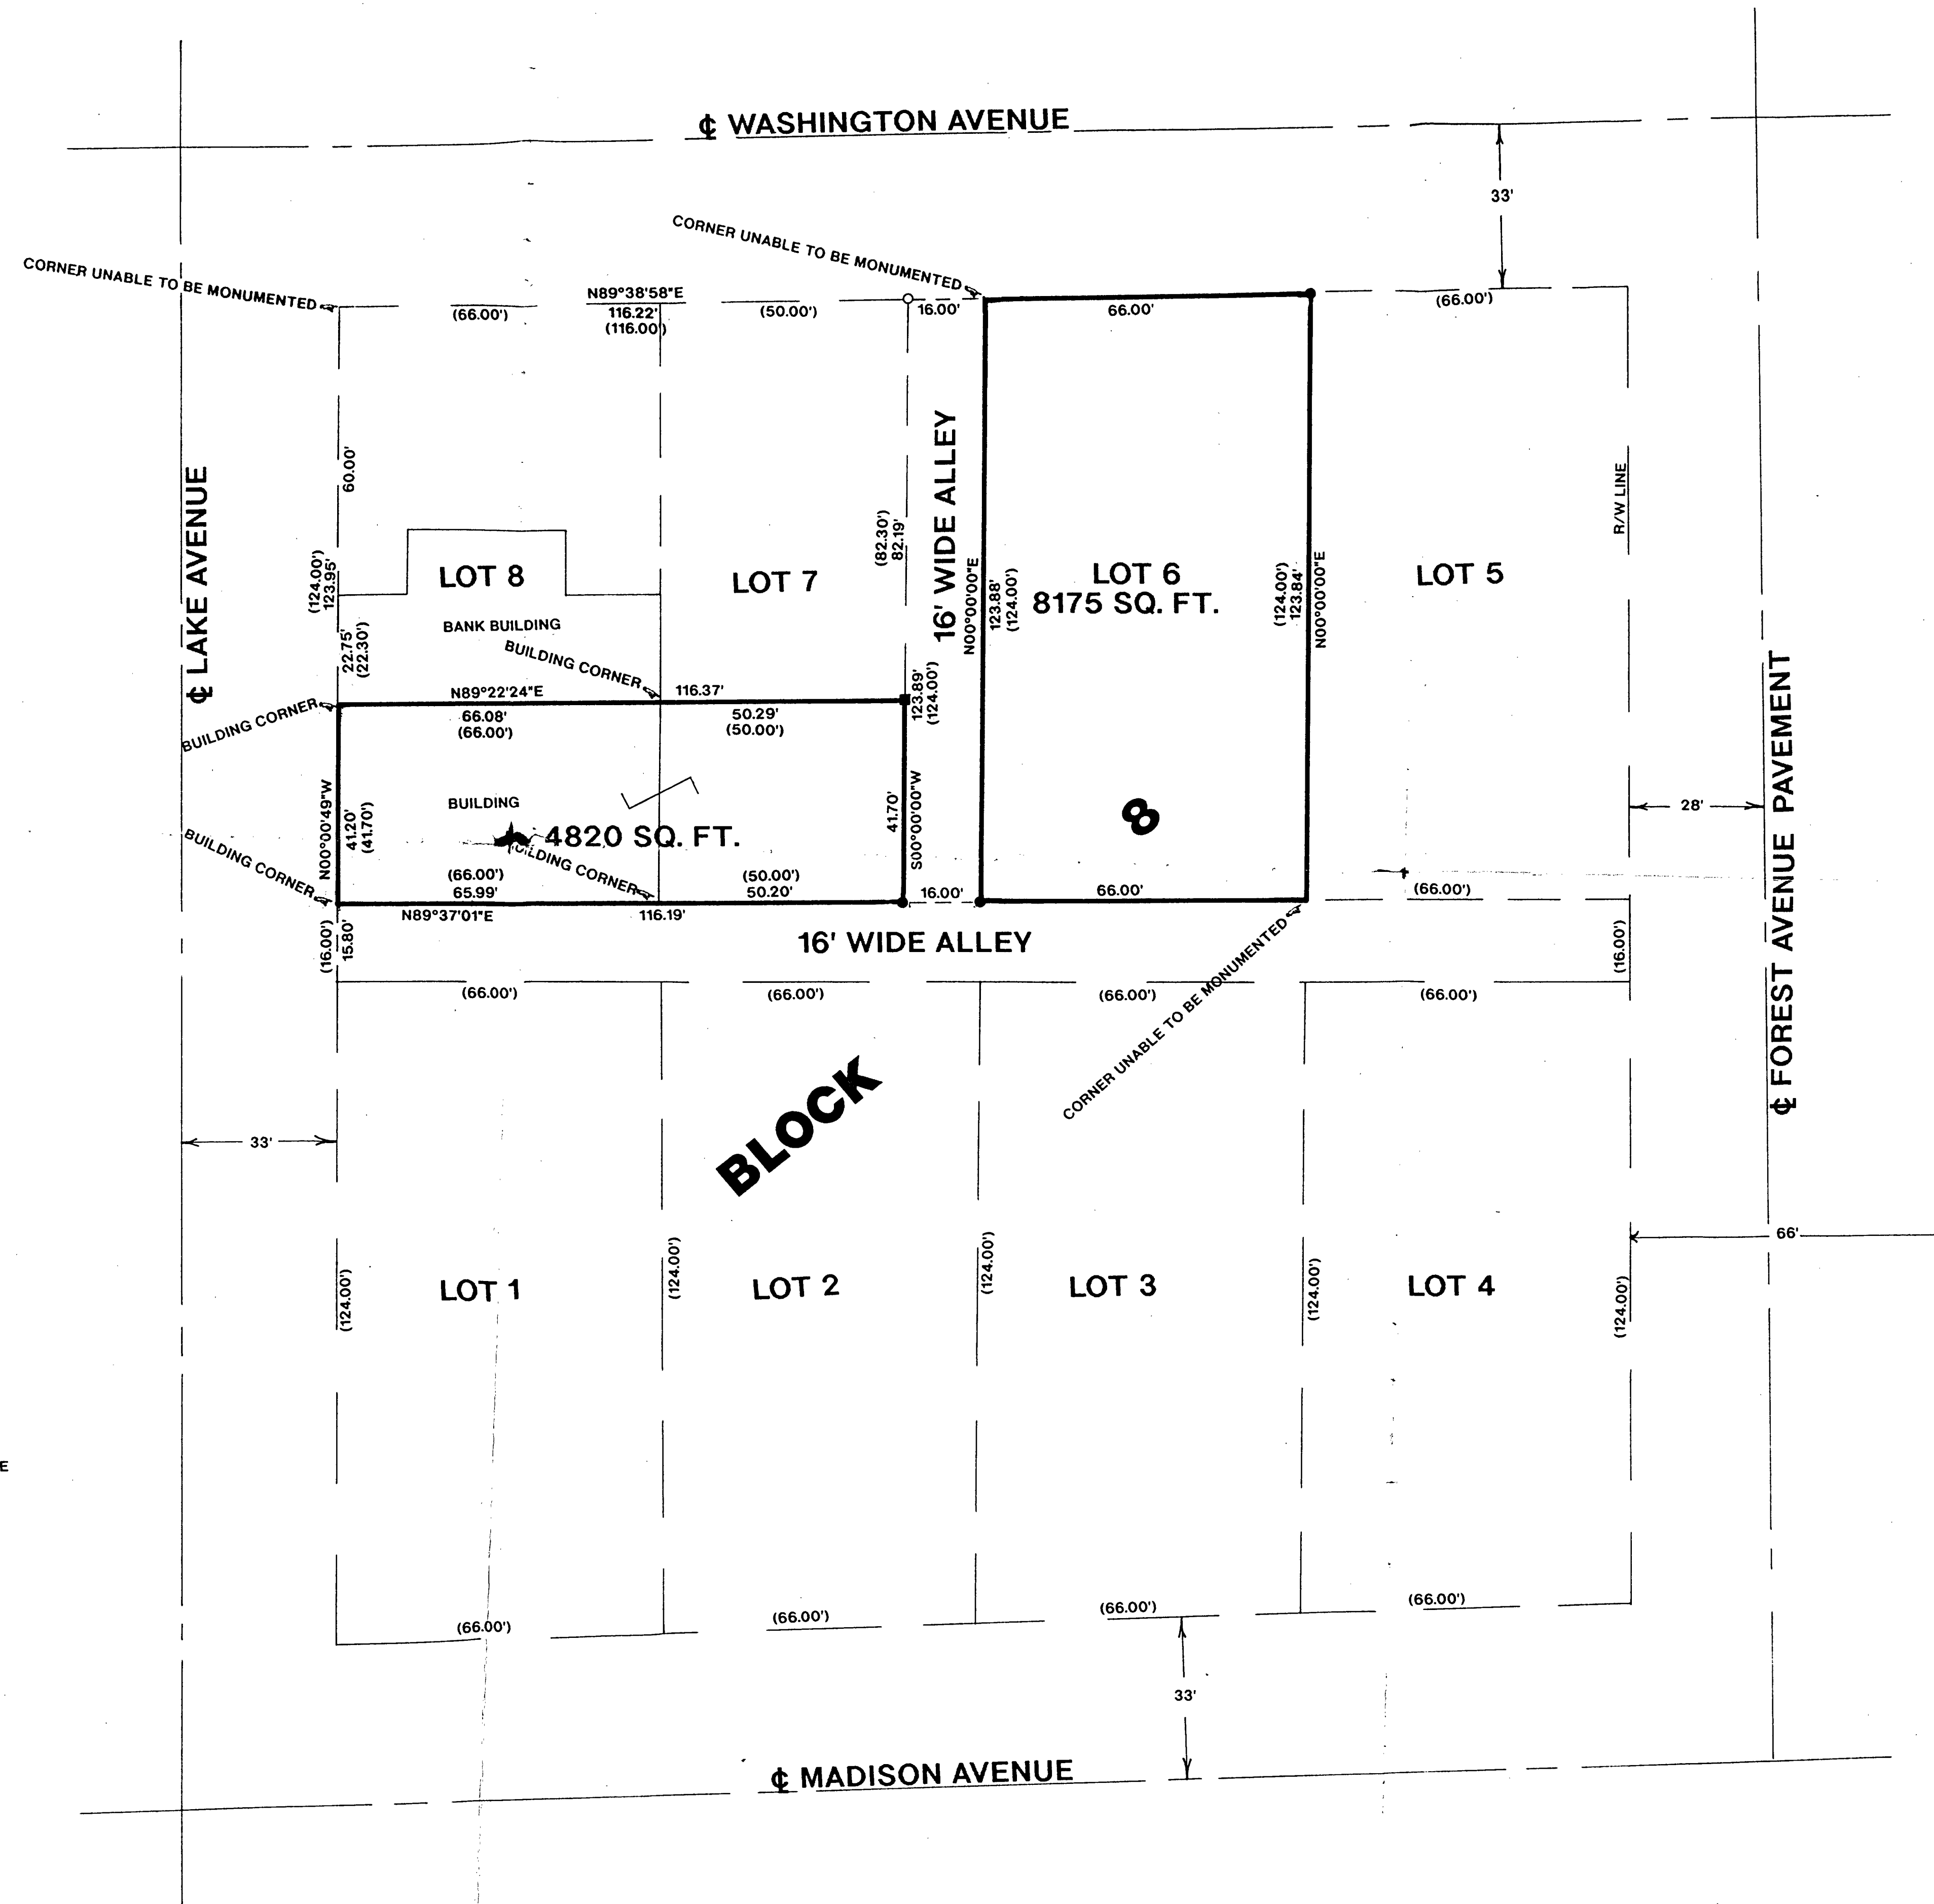 ℄ WASHINGTON AVENUE
33'
CORNER UNABLE TO BE MONUMENTED
CORNER UNABLE TO BE MONUMENTED
N89°38'58"E
(66.00')
116.22'
(116.00')
(50.00')
16.00'
66.00'
(66.00')
60.00'
℄ LAKE AVENUE
(124.00')
123.95'
22.75'
(22.30')
LOT 8
BANK BUILDING
LOT 7
(82.30')
82.19'
16' WIDE ALLEY
N00°00'00"E
123.88'
(124.00')
LOT 6
8175 SQ. FT.
(124.00')
123.84'
N00°00'00"E
LOT 5
R/W LINE
BUILDING CORNER
BUILDING CORNER
N89°22'24"E
116.37'
66.08'
(66.00')
50.29'
(50.00')
123.89'
(124.00')
℄ FOREST AVENUE PAVEMENT
28'
N00°00'49"W
41.20'
(41.70')
BUILDING
4820 SQ. FT.
41.70'
S00°00'00"W
8
BUILDING CORNER
BUILDING CORNER
(66.00')
65.99'
(50.00')
50.20'
16.00'
66.00'
(66.00')
N89°37'01"E
116.19'
(16.00')
15.80'
16' WIDE ALLEY
(16.00')
CORNER UNABLE TO BE MONUMENTED
(66.00')
(66.00')
(66.00')
(66.00')
BLOCK
33'
66'
(124.00')
LOT 1
(124.00')
LOT 2
(124.00')
LOT 3
(124.00')
LOT 4
(124.00')
E
(66.00')
(66.00')
(66.00')
(66.00')
33'
℄ MADISON AVENUE